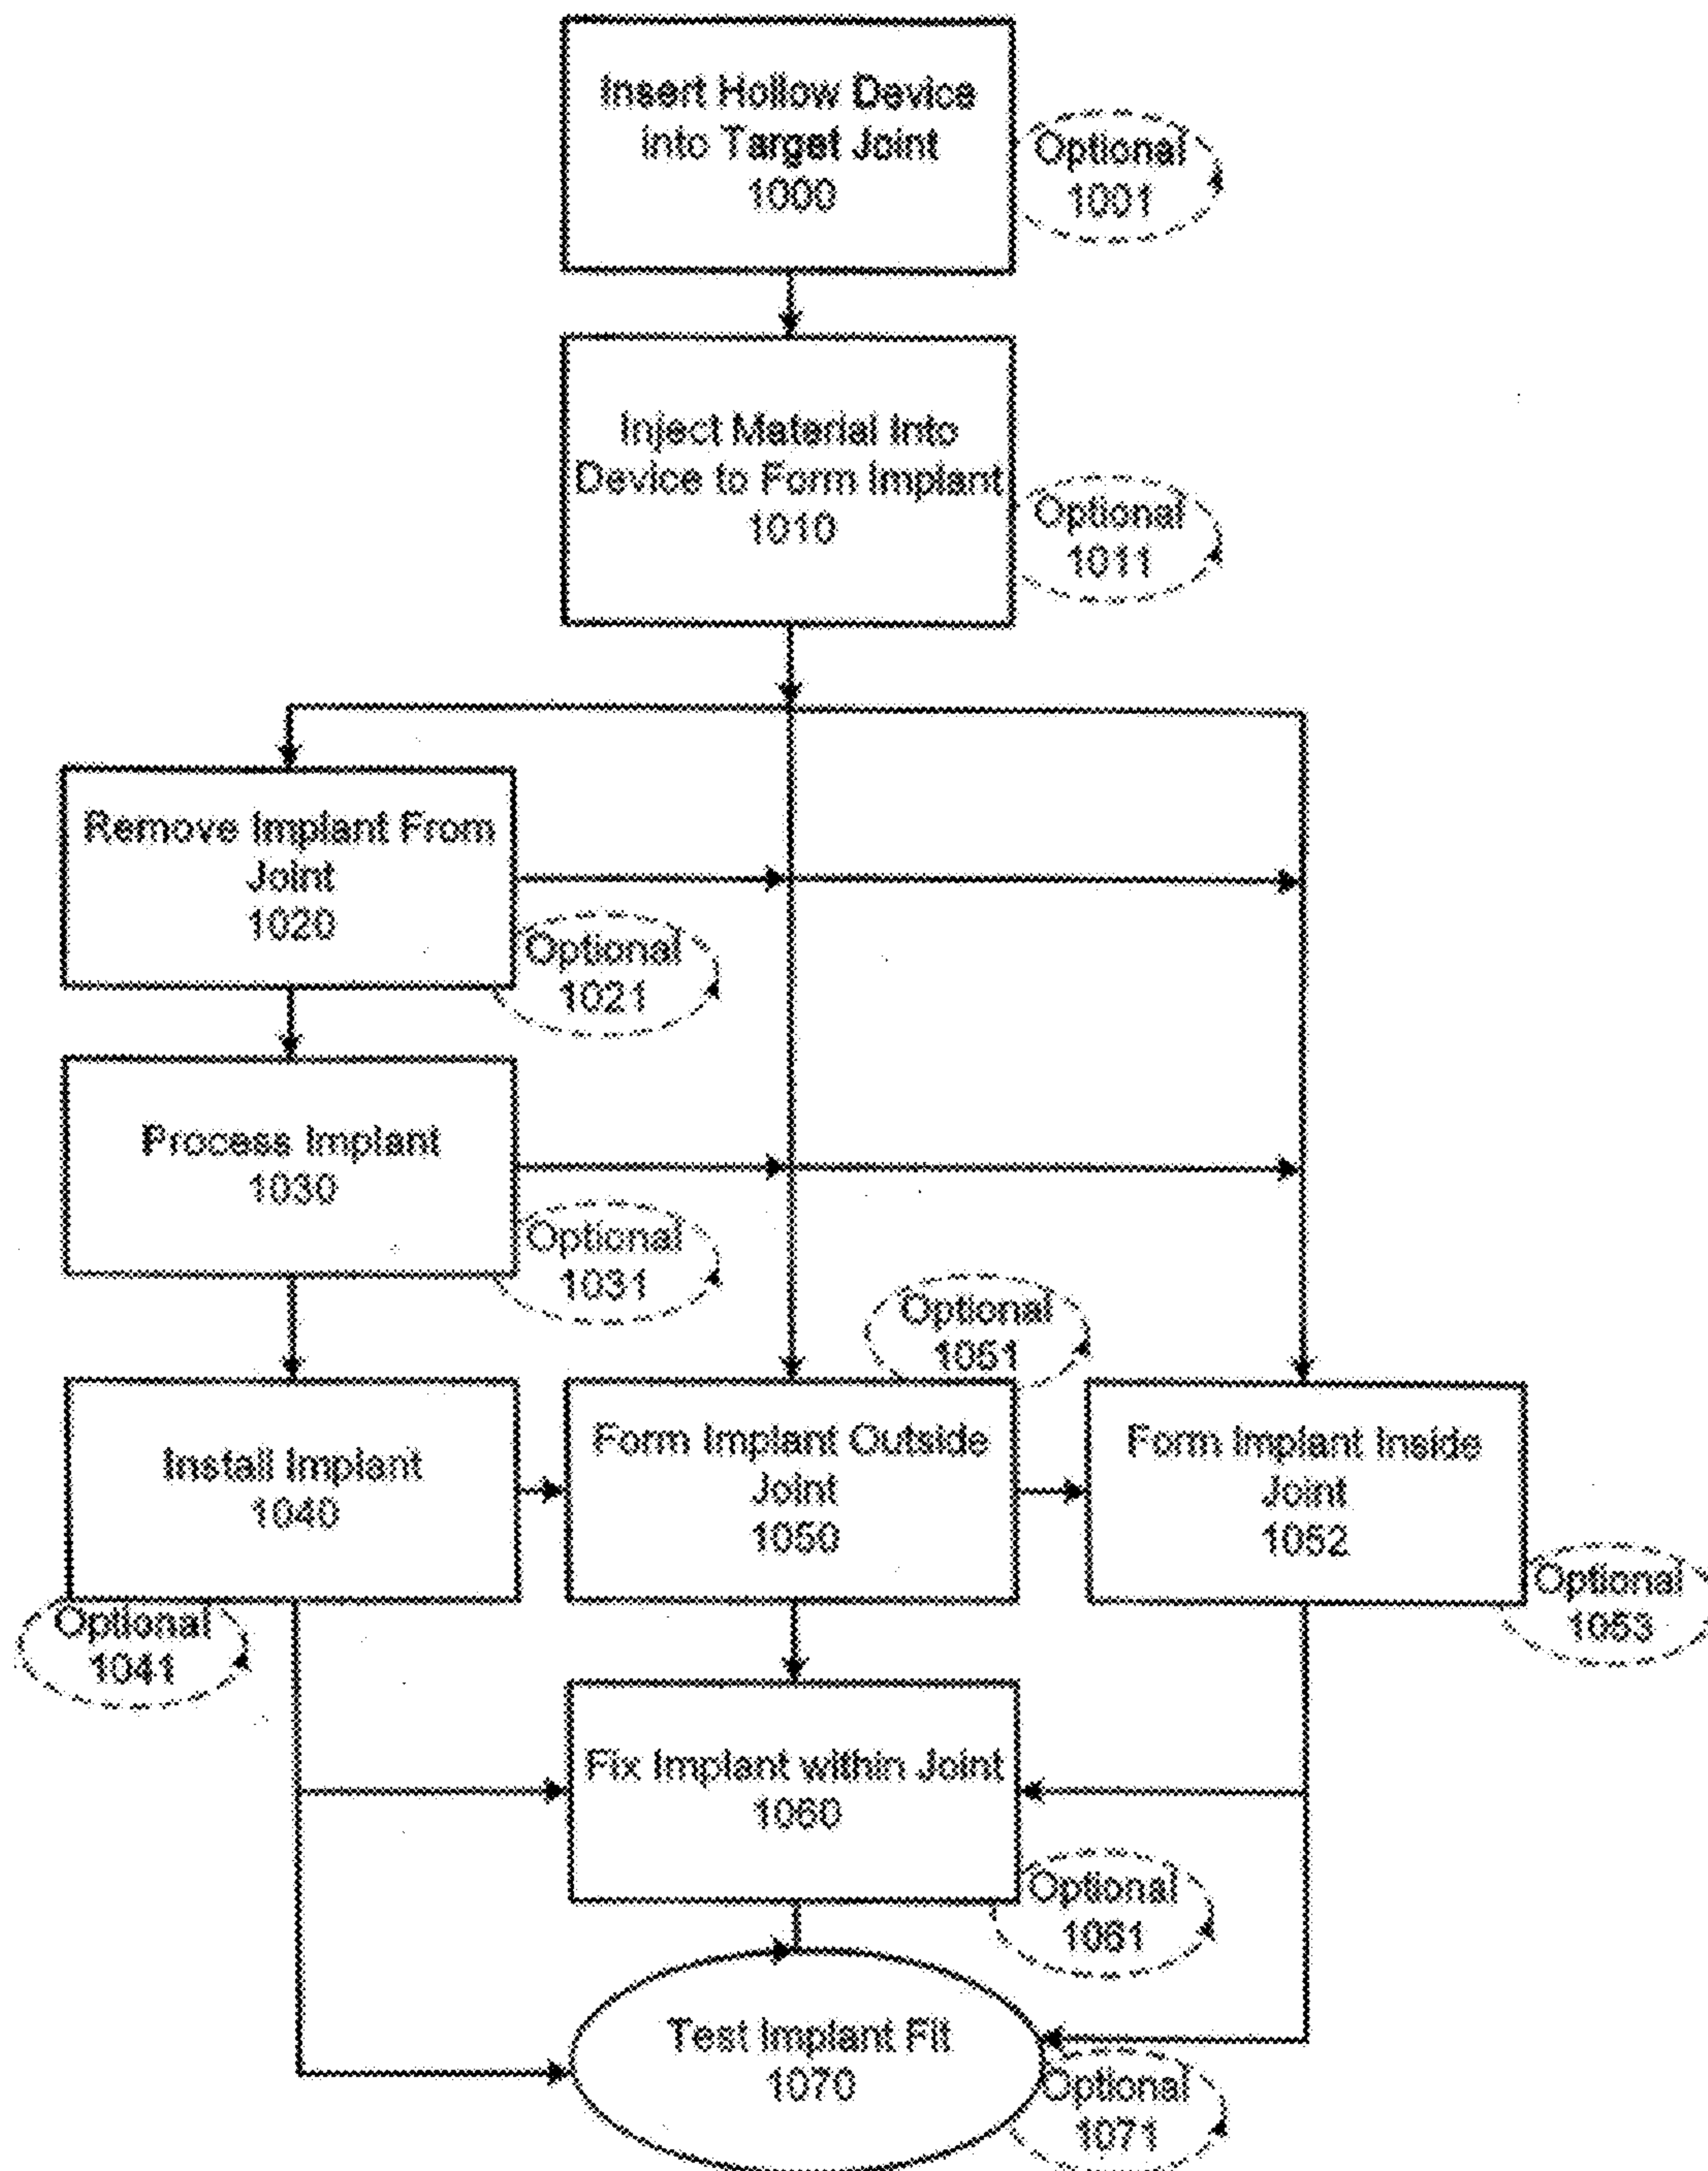 Insert Hollow Device
into Target Joint
1000
Optional
1001
Inject Material Into
Device to Form Implant
1010
Optional
1011
Remove Implant From
Joint
1020
Optional
1021
Process Implant
1030
Optional
1031
Optional
1051
Install Implant
1040
Form Implant Outside
Joint
1050
Form Implant Inside
Joint
1052
Optional
1041
Optional
1053
Fix Implant within Joint
1060
Optional
1061
Test Implant Fit
1070
Optional
1071